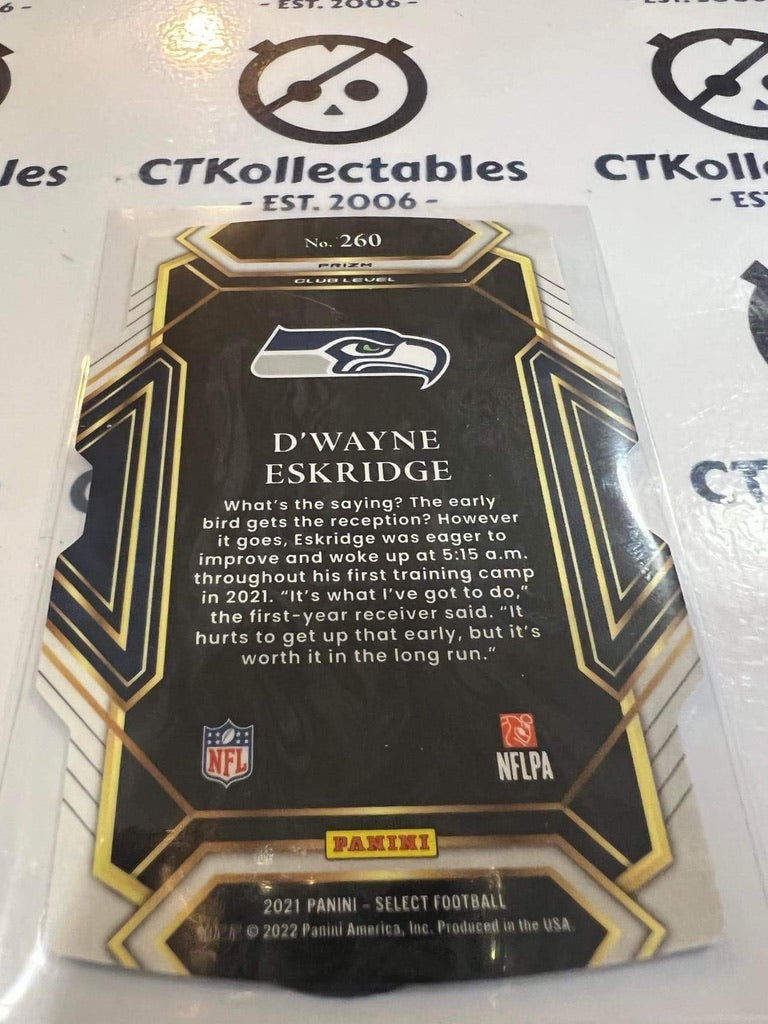 - EST. 2006 -
CTKollectables
- EST. 2006 -
les
CTKoll
- ES
No. 260
PRIZM
CLUB LEVEL
D'WAYNE
ESKRIDGE
What's the saying? The early
bird gets the reception? However
it goes, Eskridge was eager to
improve and woke up at 5:15 a.m.
throughout his first training camp
in 2021. "It's what I've got to do,"
the first-year receiver said. "It
hurts to get up that early, but it's
worth it in the long run."
CT
NFL
NFLPA
PANINI
2021 PANINI - SELECT FOOTBALL
© 2022 Panini America, Inc. Produced in the USA.